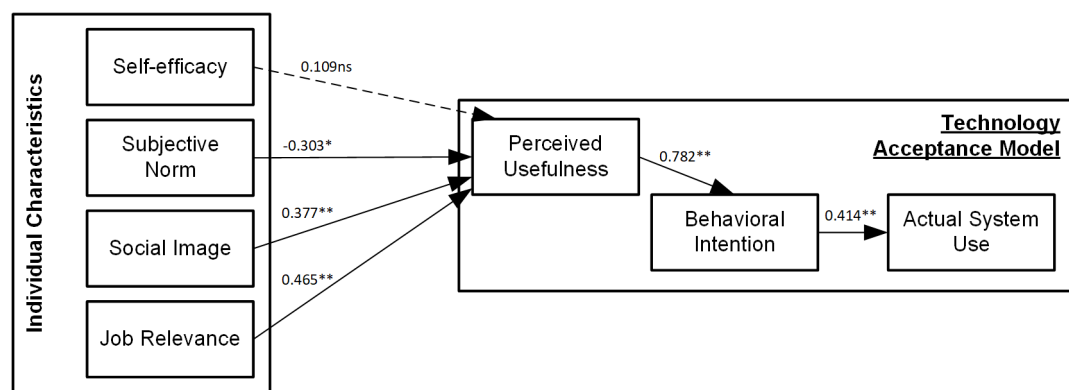 Individual Characteristics
Self-efficacy
Subjective
Norm
Social Image
Job Relevance
0.109ns
-0.303*
0.377**
0.465**
Technology
Acceptance Model
Perceived
Usefulness
0.782**
Behavioral
Intention
0.414**
Actual System
Use